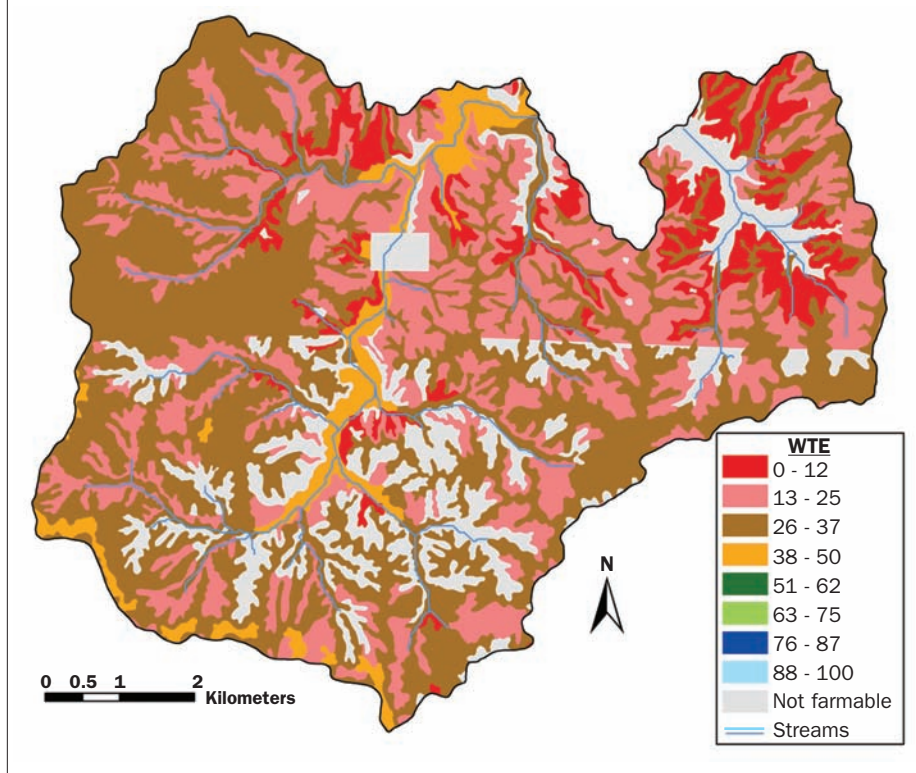 WTE
0 - 12
13 - 25
26 - 37
38 - 50
51 - 62
63 - 75
76 - 87
88 - 100
Not farmable
Streams
N
0 0.5 1 2
Kilometers